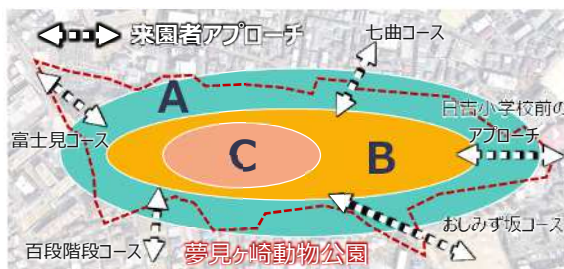 来園者アプローチ
七曲コース
A
日吉小学校前の
アプローチ
富士見コース
C
B
おしみず坂コース
百段階段コース
夢見ヶ崎動物公園